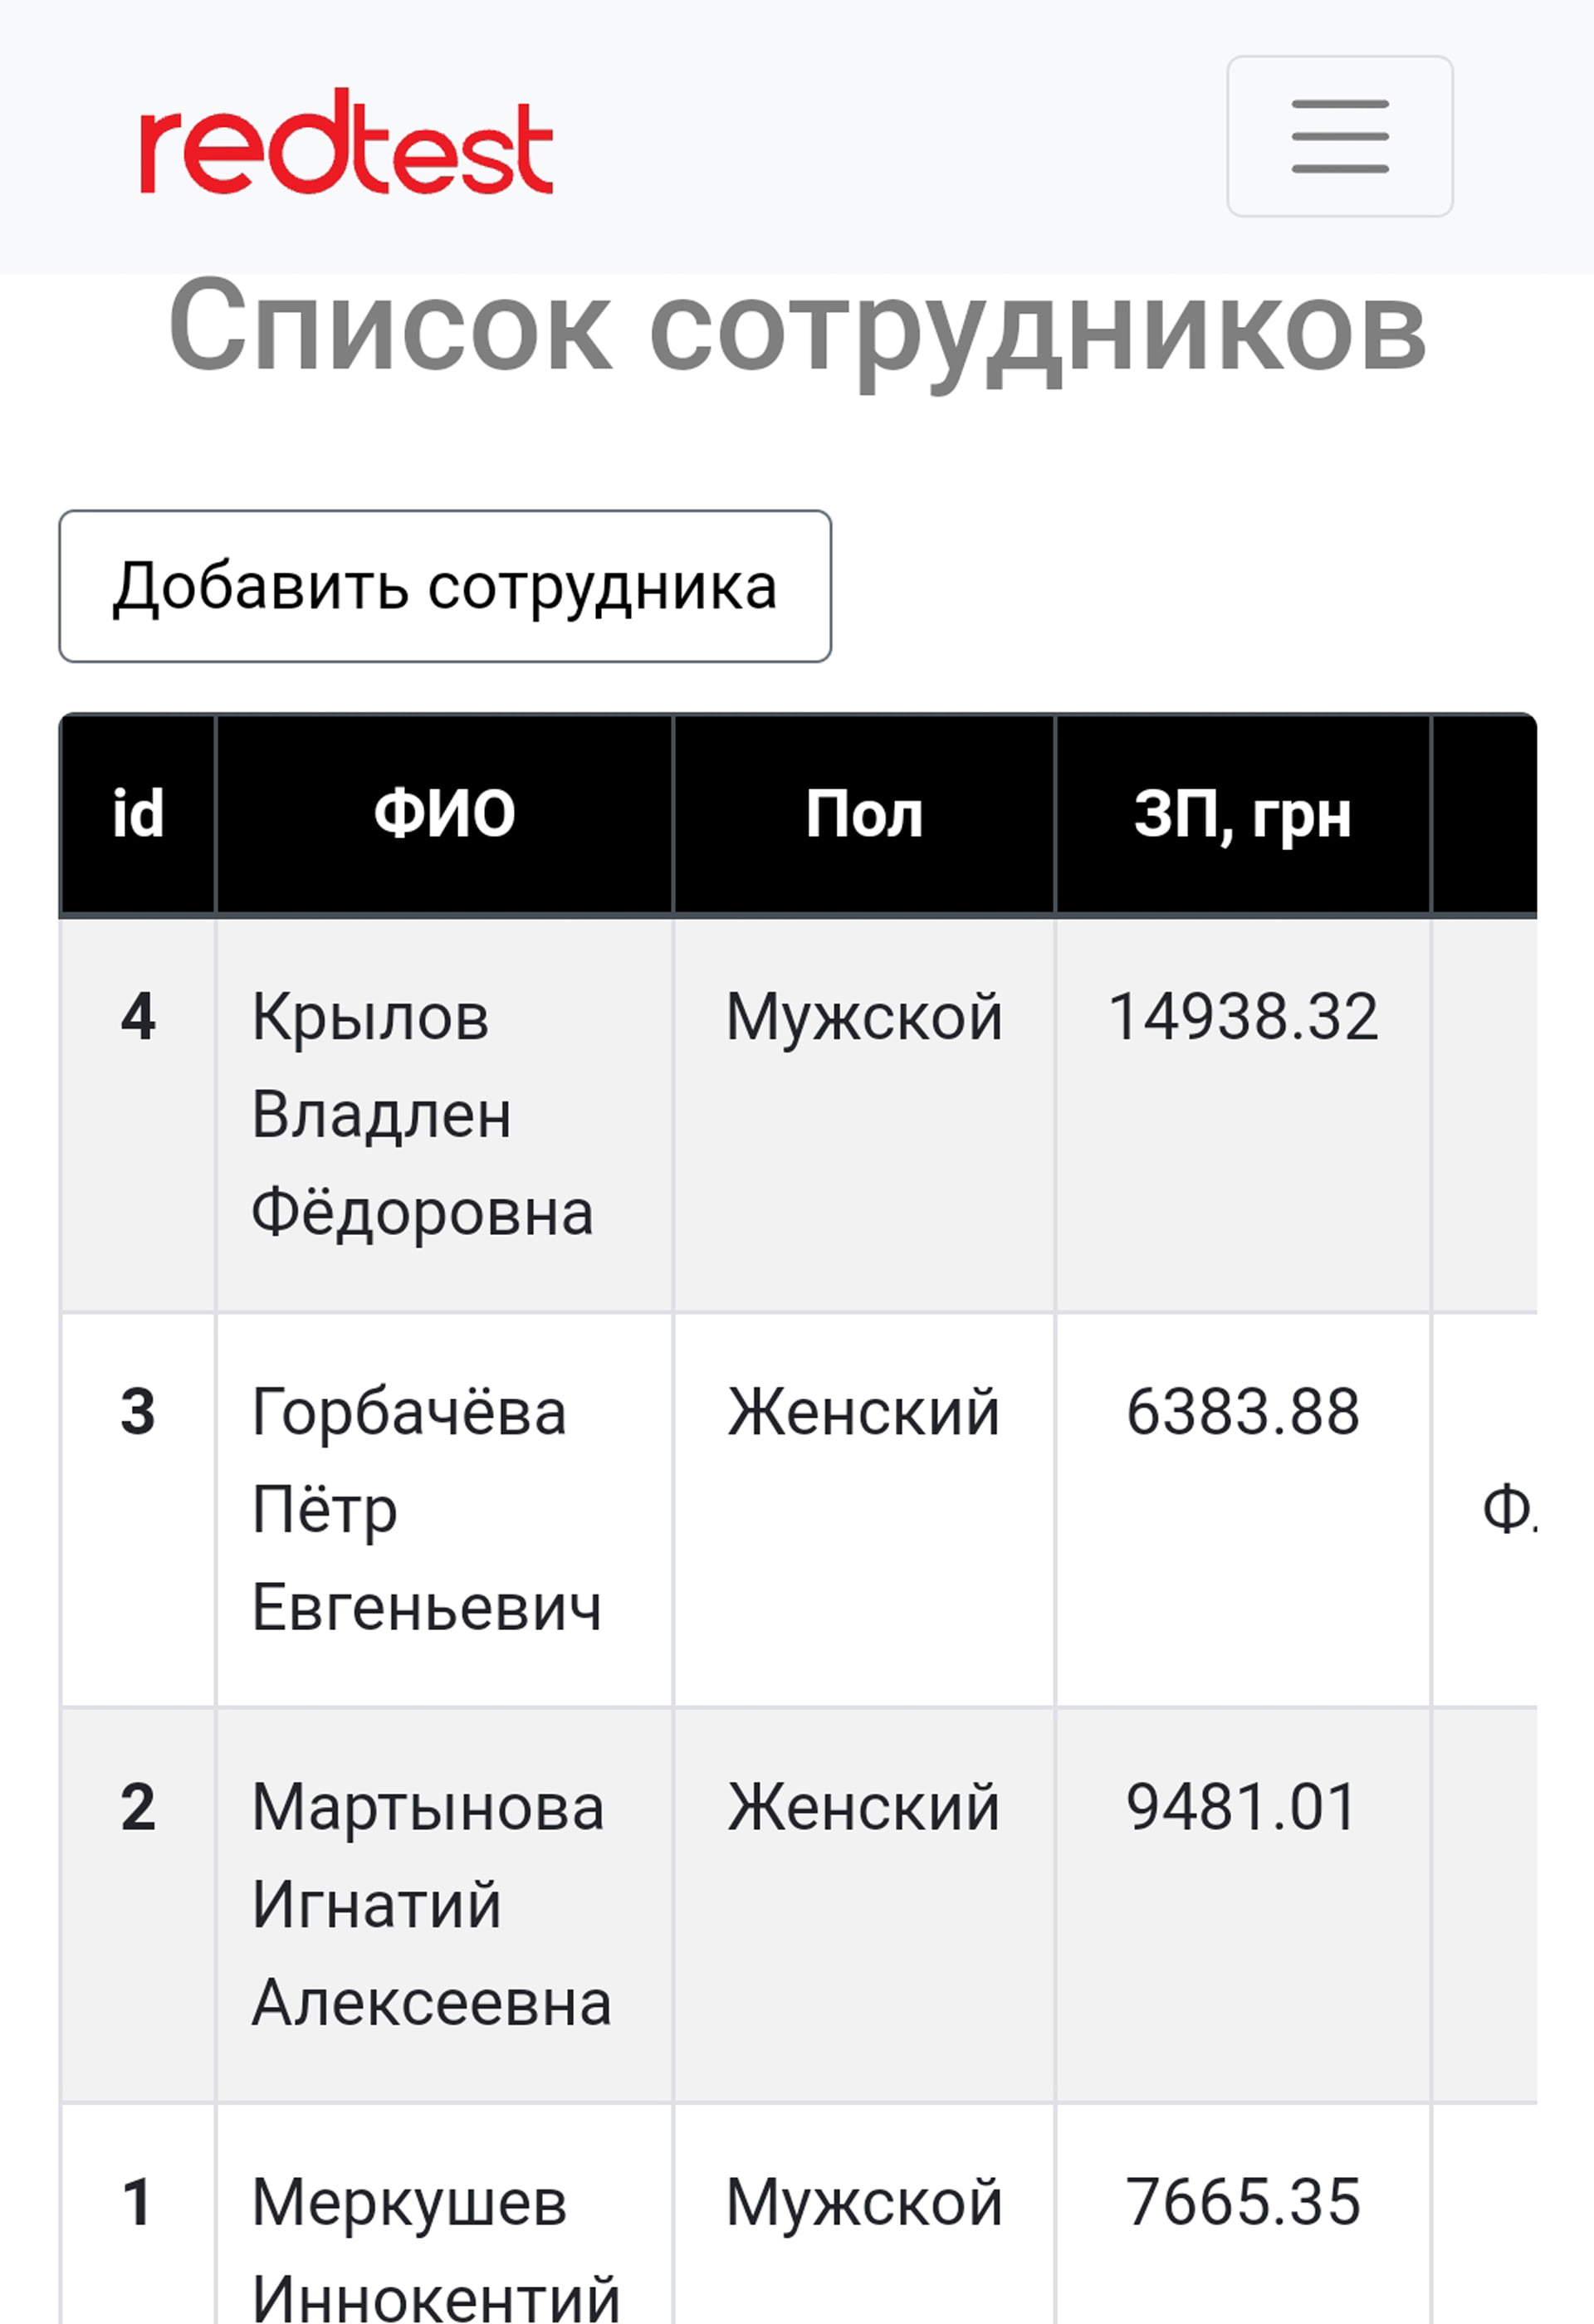 redtest
Список сотрудников
Добавить сотрудника
id ФИО Пол ЗП, грн
4 Крылов Мужской 14938.32
Владлен
Фёдоровна
3 Горбачёва Женский 6383.88
Пётр
Евгеньевич
2 Мартынова Женский 9481.01
Игнатий
Алексеевна
1 Меркушев Мужской 7665.35
Иннокентий